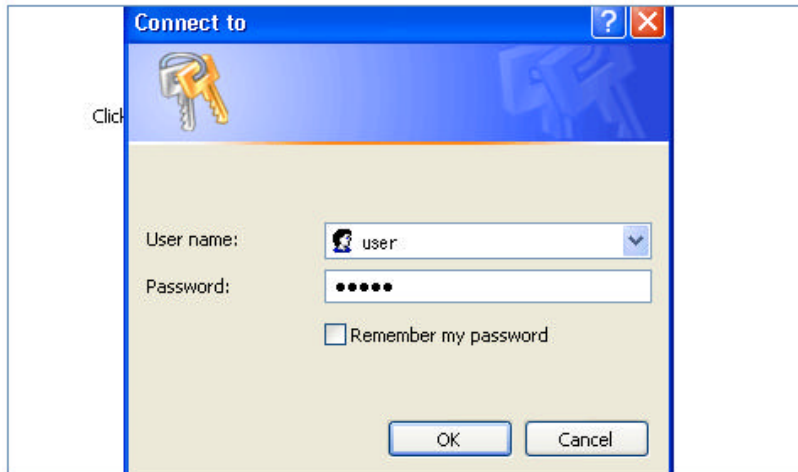 Connect to
Click
User name:
user
Password:
•••••
Remember my password
OK
Cancel